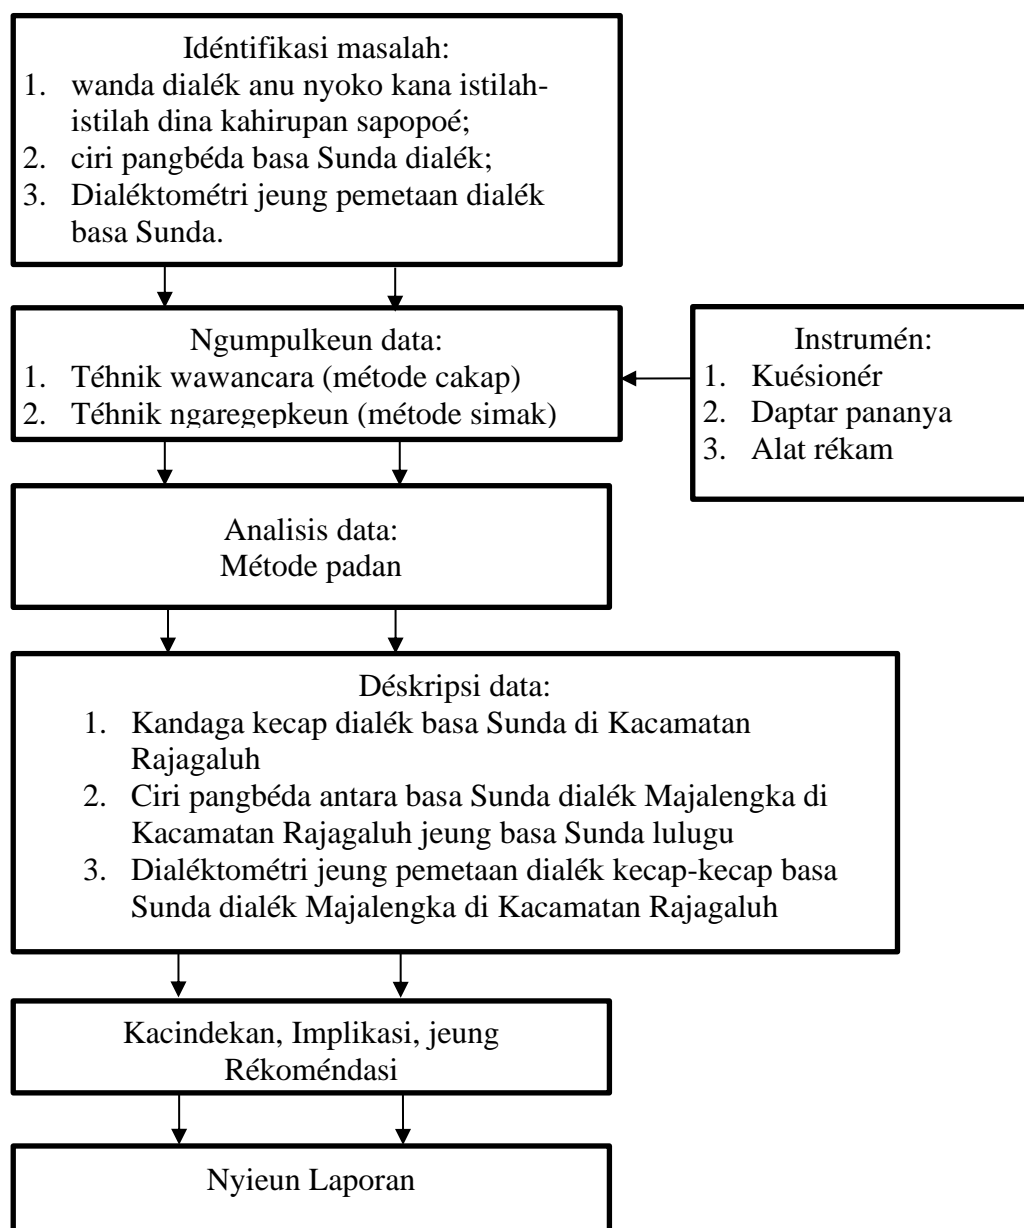 Idéntifikasi masalah:
1. wanda dialék anu nyoko kana istilah-
istilah dina kahirupan sapopoé;
2. ciri pangbéda basa Sunda dialék;
3. Dialéktométri jeung pemetaan dialék
basa Sunda.
Ngumpulkeun data:
1. Téhnik wawancara (métode cakap)
2. Téhnik ngaregepkeun (métode simak)
Instrumén:
1. Kuésionér
2. Daptar pananya
3. Alat rékam
Analisis data:
Métode padan
Déskripsi data:
1. Kandaga kecap dialék basa Sunda di Kacamatan
Rajagaluh
2. Ciri pangbéda antara basa Sunda dialék Majalengka di
Kacamatan Rajagaluh jeung basa Sunda lulugu
3. Dialéktométri jeung pemetaan dialék kecap-kecap basa
Sunda dialék Majalengka di Kacamatan Rajagaluh
Kacindekan, Implikasi, jeung
Rékoméndasi
Nyieun Laporan